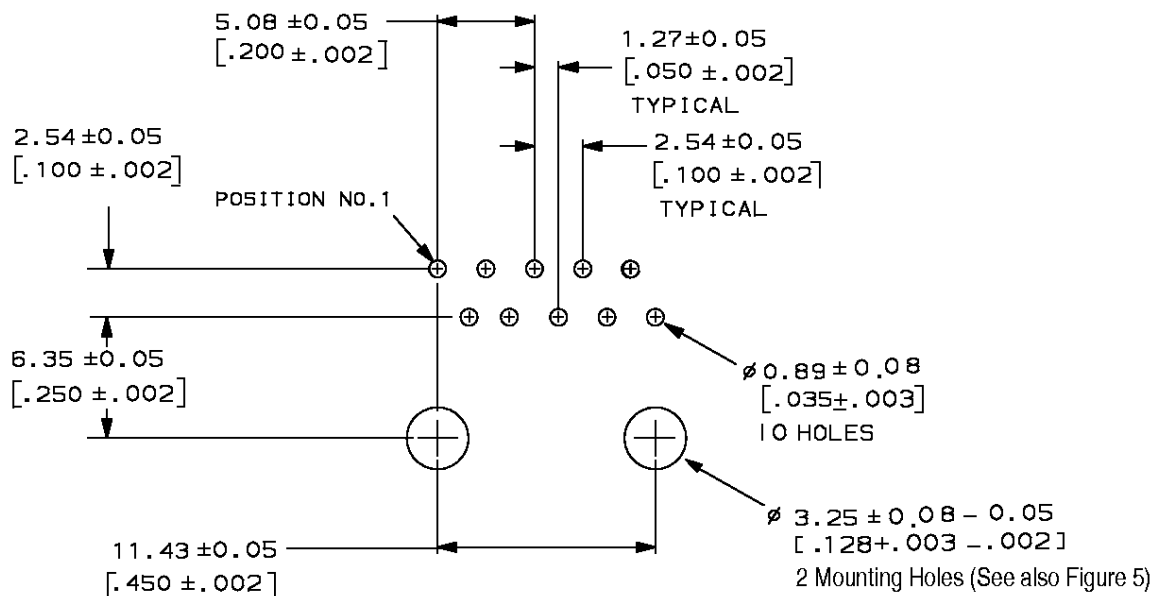 5.08 ±0.05
[.200 ±.002]
1.27±0.05
[.050 ±.002]
TYPICAL
2.54 ±0.05
[.100 ±.002]
2.54 ±0.05
[.100 ±.002]
TYPICAL
POSITION NO.1
6.35 ±0.05
[.250 ±.002]
ø 0.89 ± 0.08
[.035±.003]
10 HOLES
ø 3.25 ± 0.08 - 0.05
[.128+.003 -.002]
2 Mounting Holes (See also Figure 5)
11.43 ±0.05
[.450 ±.002]